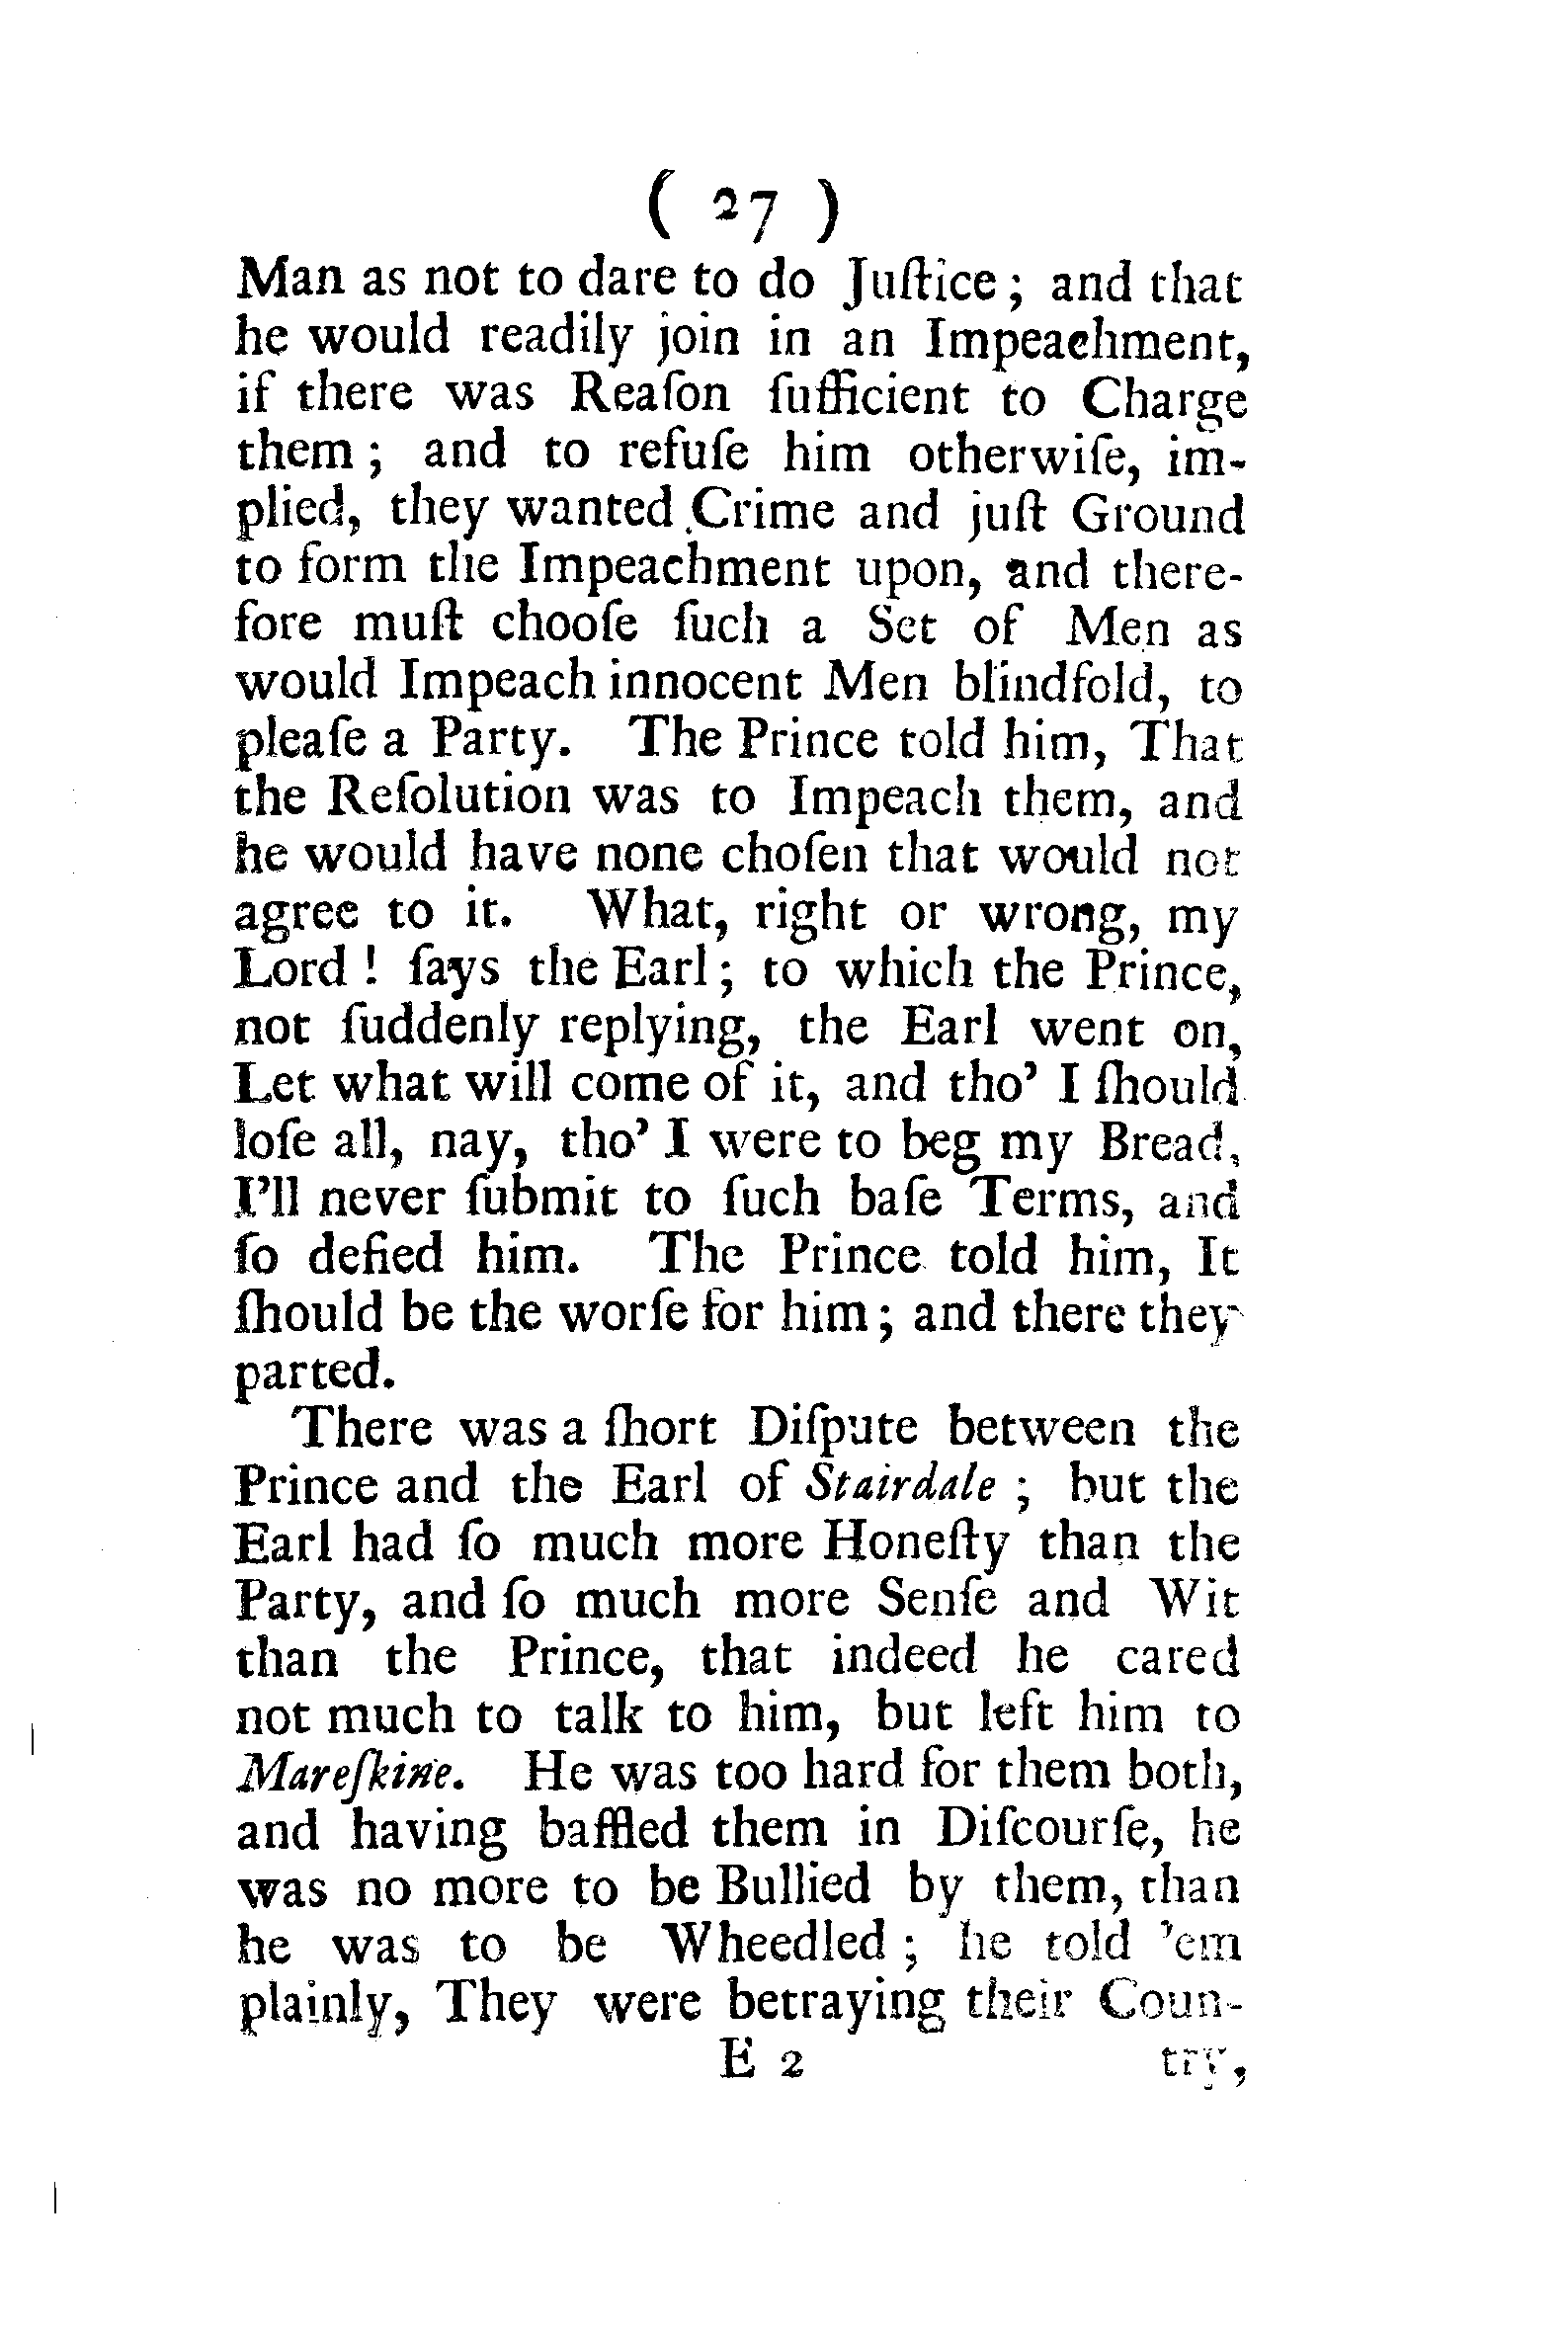 ( 27 )
Man as not to dare to do Juſtice ; and that
he would readily join in an Impeachment,
if there was Reaſon ſufficient to Charge
them ; and to refuſe him otherwiſe, im-
plied, they wanted Crime and juſt Ground
to form the Impeachment upon, and there-
fore muſt chooſe ſuch a Set of Men as
would Impeach innocent Men blindfold, to
pleaſe a Party. The Prince told him, That
the Reſolution was to Impeach them, and
he would have none choſen that would not
agree to it. What, right or wrong, my
Lord ! ſays the Earl ; to which the Prince,
not ſuddenly replying, the Earl went on,
Let what will come of it, and tho' I ſhould
loſe all, nay, tho' I were to beg my Bread,
I'll never ſubmit to ſuch baſe Terms, and
ſo defied him. The Prince told him, It
ſhould be the worſe for him ; and there they
parted.
There was a ſhort Diſpute between the
Prince and the Earl of Stairdale ; but the
Earl had ſo much more Honeſty than the
Party, and ſo much more Senſe and Wit
than the Prince, that indeed he cared
not much to talk to him, but left him to
Mareſkine. He was too hard for them both,
and having baffled them in Diſcourſe, he
was no more to be Bullied by them, than
he was to be Wheedled ; he told 'em
plainly, They were betraying their Coun-
E 2 try,